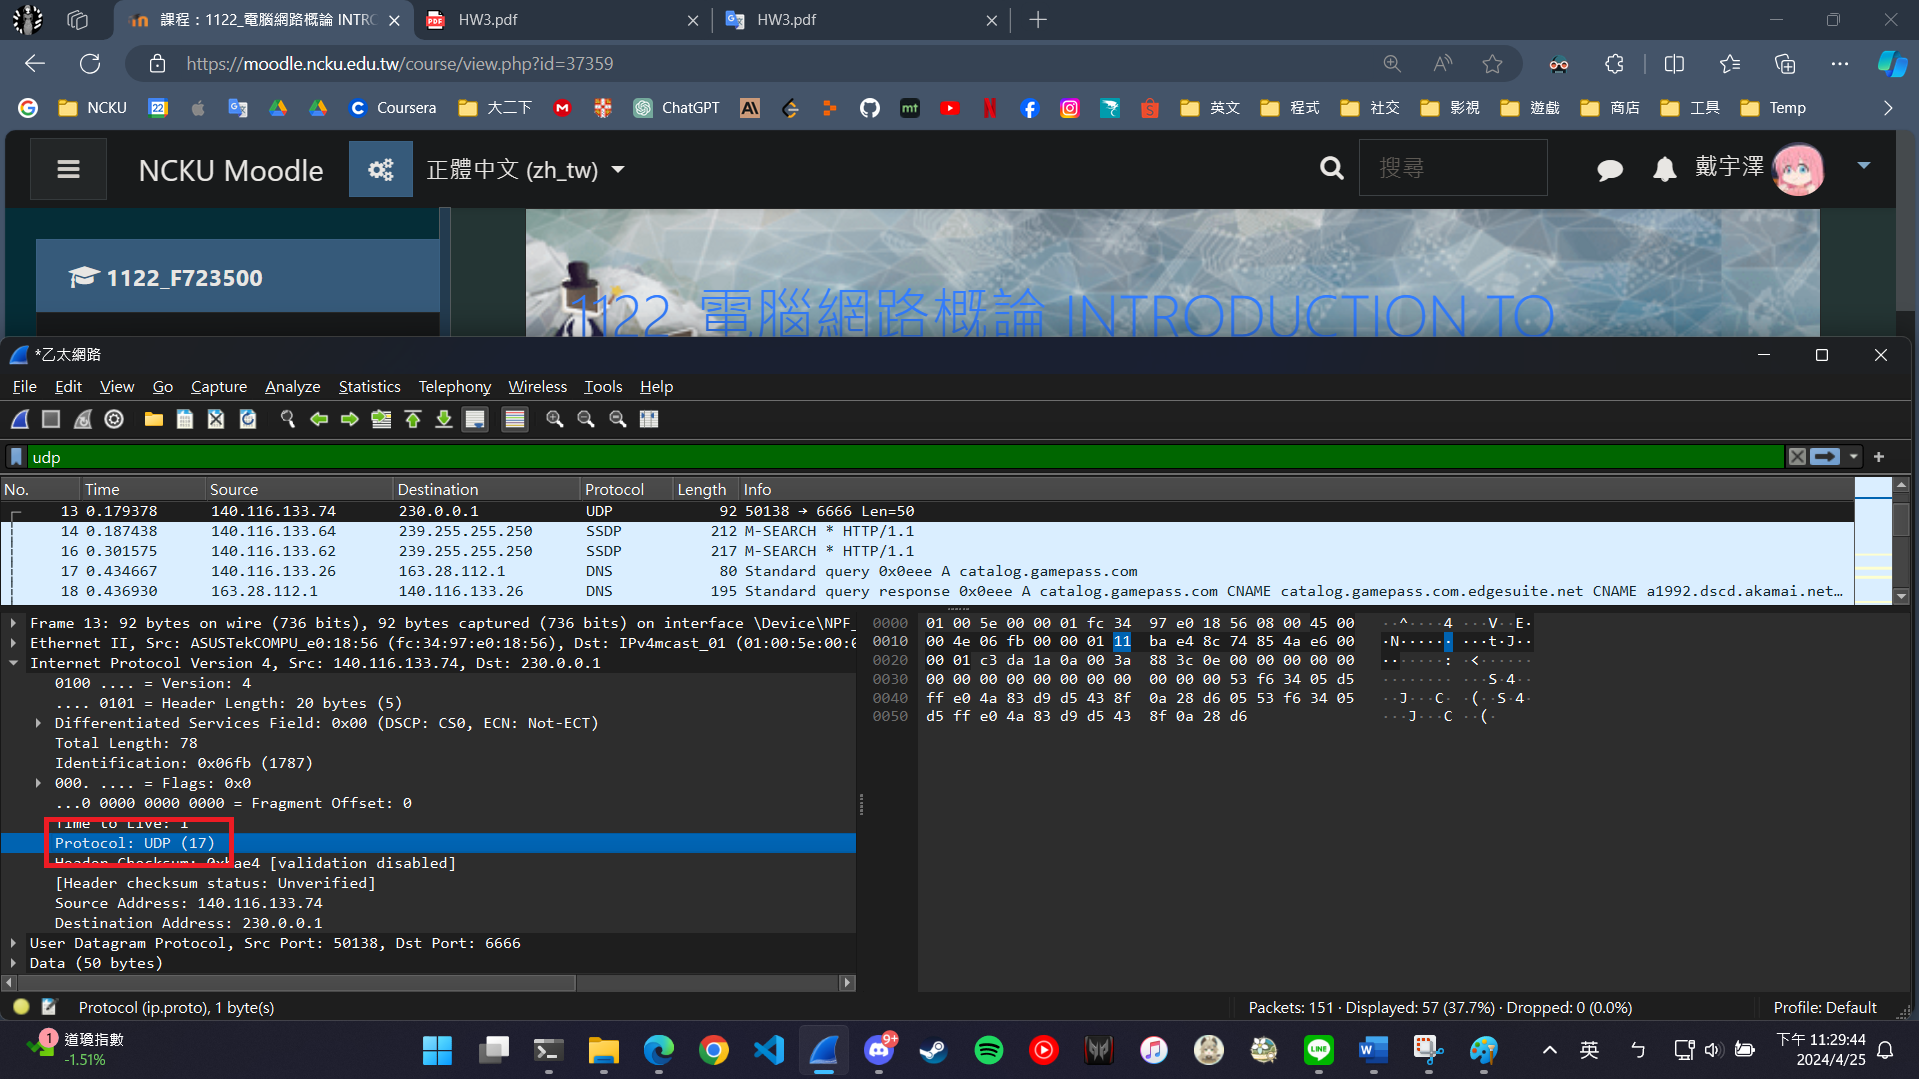 課程：1122_電腦網路概論 INTRO
HW3.pdf
HW3.pdf
https://moodle.ncku.edu.tw/course/view.php?id=37359
NCKU
Coursera
大二下
ChatGPT
英文
程式
社交
影視
遊戲
商店
工具
Temp
NCKU Moodle
正體中文 (zh_tw)
搜尋
戴宇澤
1122_F723500
1122_電腦網路概論 INTRODUCTION TO
*乙太網路
File Edit View Go Capture Analyze Statistics Telephony Wireless Tools Help
udp
No. Time Source Destination Protocol Length Info
13 0.179378 140.116.133.74 230.0.0.1 UDP 92 50138 → 6666 Len=50
14 0.187438 140.116.133.64 239.255.255.250 SSDP 212 M-SEARCH * HTTP/1.1
16 0.301575 140.116.133.62 239.255.255.250 SSDP 217 M-SEARCH * HTTP/1.1
17 0.434667 140.116.133.26 163.28.112.1 DNS 80 Standard query 0x0eee A catalog.gamepass.com
18 0.436930 163.28.112.1 140.116.133.26 DNS 195 Standard query response 0x0eee A catalog.gamepass.com CNAME catalog.gamepass.com.edgesuite.net CNAME a1992.dscd.akamai.net…
Frame 13: 92 bytes on wire (736 bits), 92 bytes captured (736 bits) on interface \Device\NPF_
Ethernet II, Src: ASUSTekCOMPU_e0:18:56 (fc:34:97:e0:18:56), Dst: IPv4mcast_01 (01:00:5e:00:0
Internet Protocol Version 4, Src: 140.116.133.74, Dst: 230.0.0.1
0100 .... = Version: 4
.... 0101 = Header Length: 20 bytes (5)
Differentiated Services Field: 0x00 (DSCP: CS0, ECN: Not-ECT)
Total Length: 78
Identification: 0x06fb (1787)
000. .... = Flags: 0x0
...0 0000 0000 0000 = Fragment Offset: 0
Time to Live: 1
Protocol: UDP (17)
Header Checksum: 0xbae4 [validation disabled]
[Header checksum status: Unverified]
Source Address: 140.116.133.74
Destination Address: 230.0.0.1
User Datagram Protocol, Src Port: 50138, Dst Port: 6666
Data (50 bytes)
0000 01 00 5e 00 00 01 fc 34 97 e0 18 56 08 00 45 00 ··^····4 ···V··E·
0010 00 4e 06 fb 00 00 01 11 ba e4 8c 74 85 4a e6 00 ·N······ ···t·J··
0020 00 01 c3 da 1a 0a 00 3a 88 3c 0e 00 00 00 00 00 ·······: ·<······
0030 00 00 00 00 00 00 00 00 00 00 00 53 f6 34 05 d5 ········ ···S·4··
0040 ff e0 4a 83 d9 d5 43 8f 0a 28 d6 05 53 f6 34 05 ··J···C· ·(··S·4·
0050 d5 ff e0 4a 83 d9 d5 43 8f 0a 28 d6 ···J···C ··(·
Protocol (ip.proto), 1 byte(s)
Packets: 151 · Displayed: 57 (37.7%) · Dropped: 0 (0.0%)
Profile: Default
1
道瓊指數
-1.51%
9+
英
ㄅ
下午 11:29:44
2024/4/25